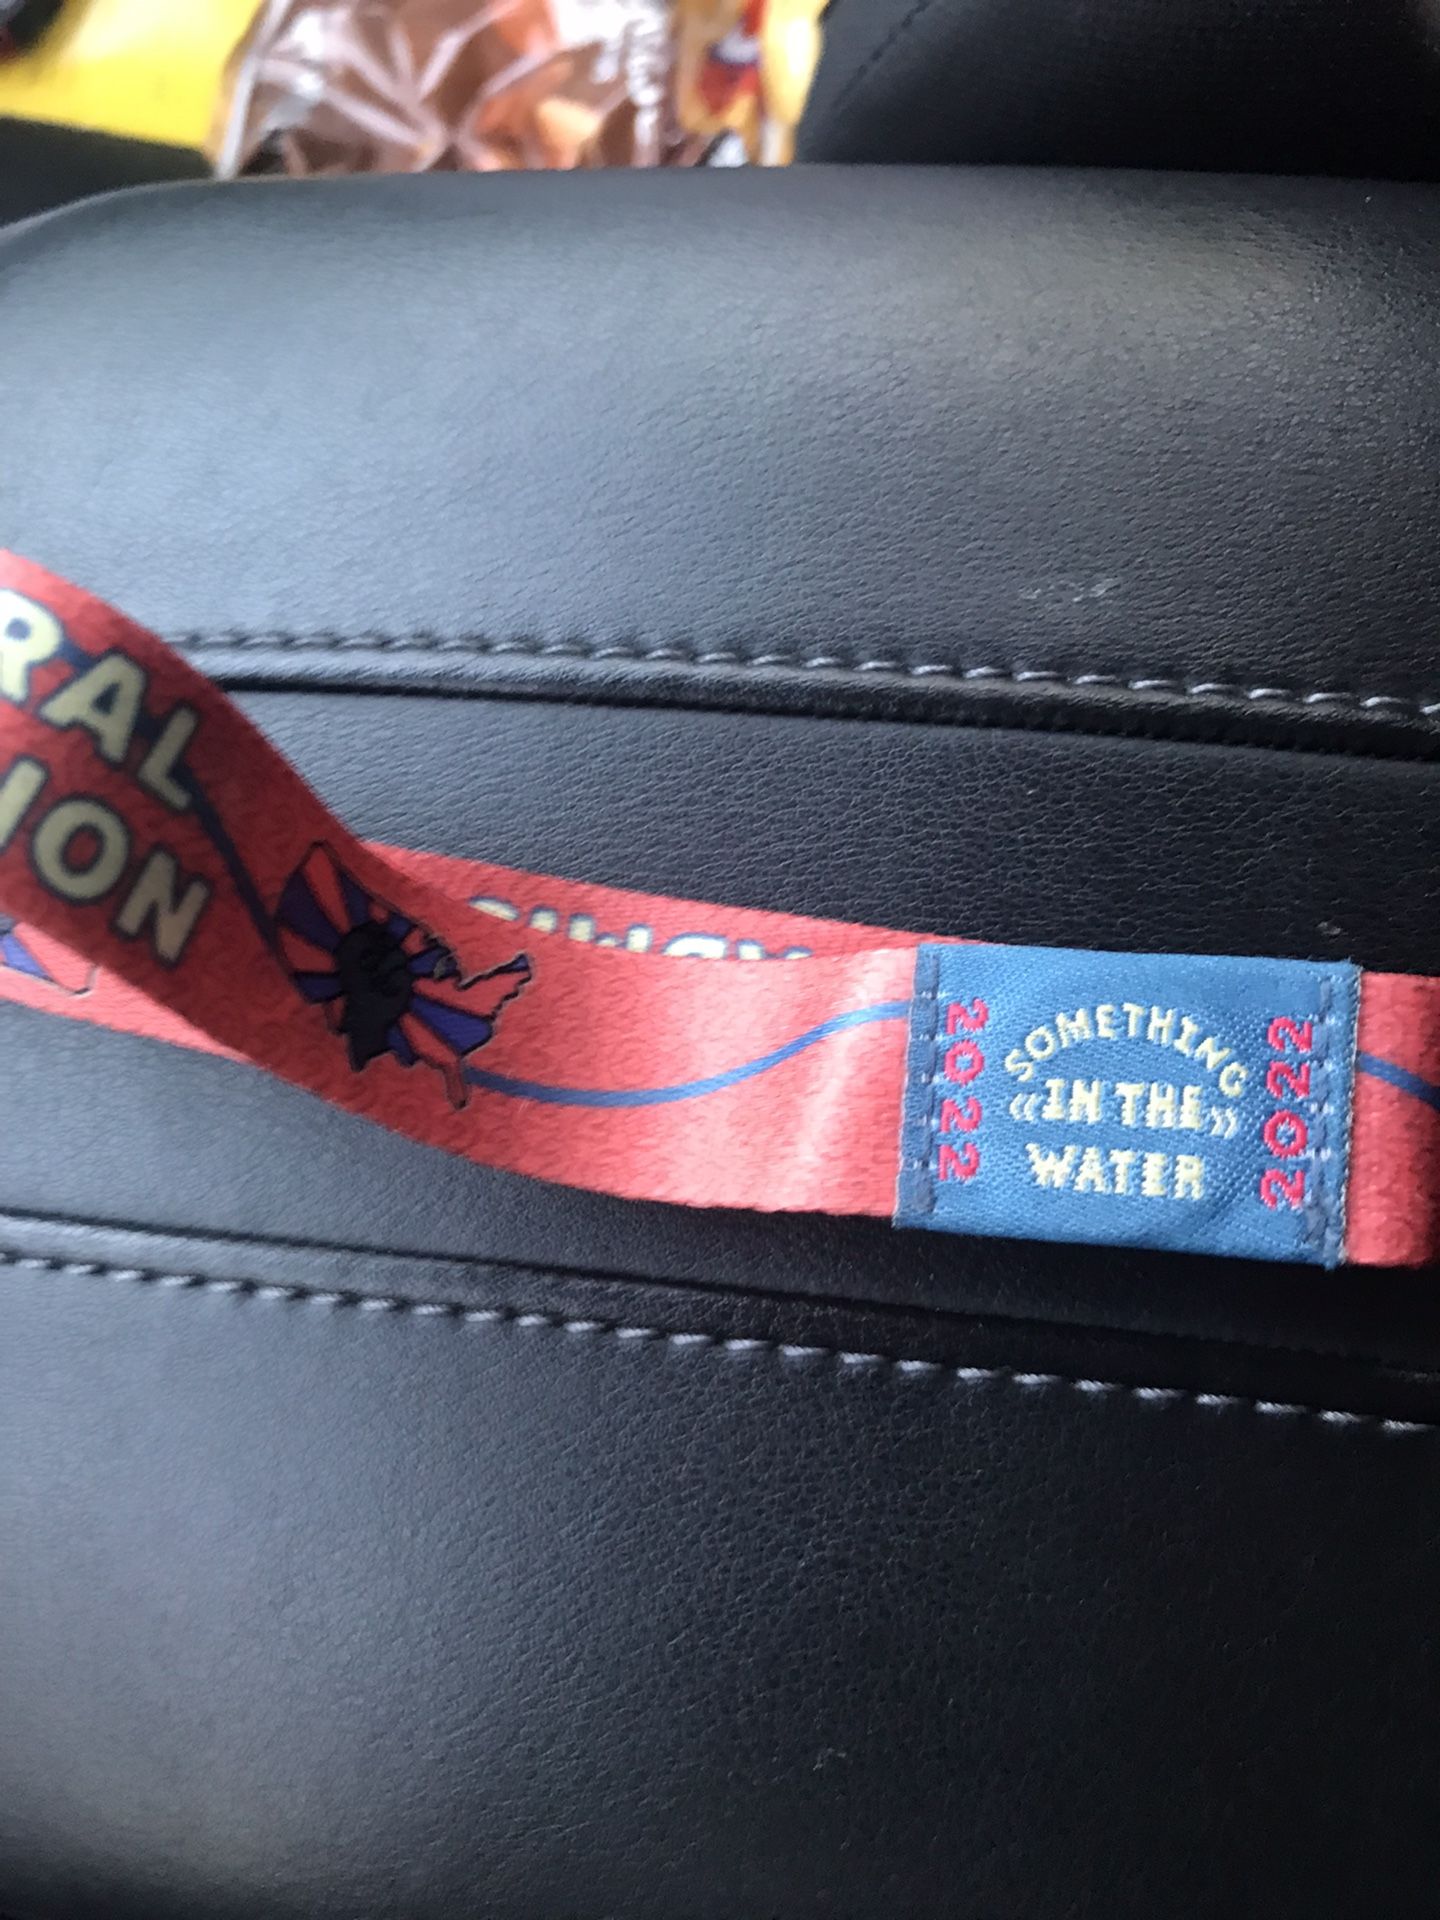 RAL
ION
2022
SOMETHING
«IN THE»
WATER
2022